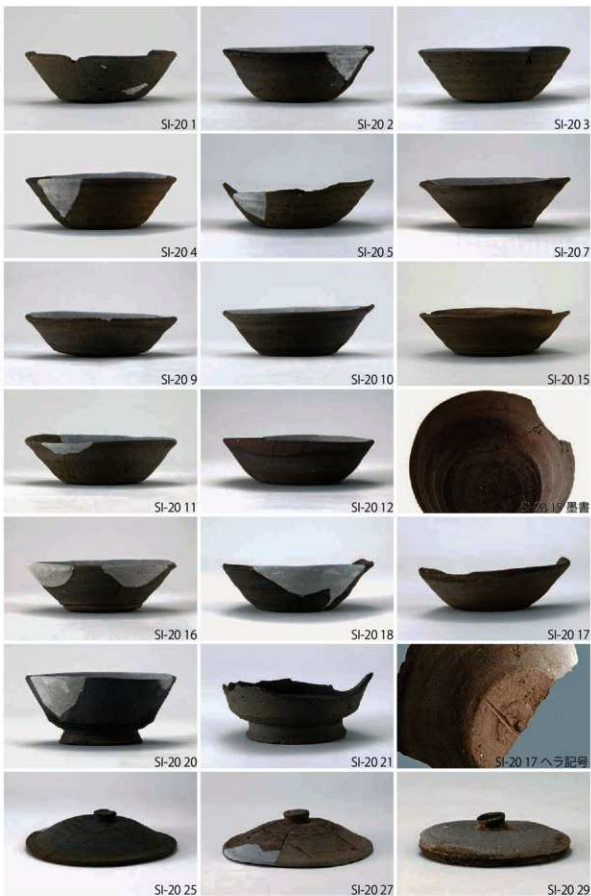 SI-20 1
SI-20 2
SI-20 3
SI-20 4
SI-20 5
SI-20 7
SI-20 9
SI-20 10
SI-20 15
SI-20 11
SI-20 12
SI-20 15 墨書
SI-20 16
SI-20 18
SI-20 17
SI-20 20
SI-20 21
SI-20 17 ヘラ記号
SI-20 25
SI-20 27
SI-20 29